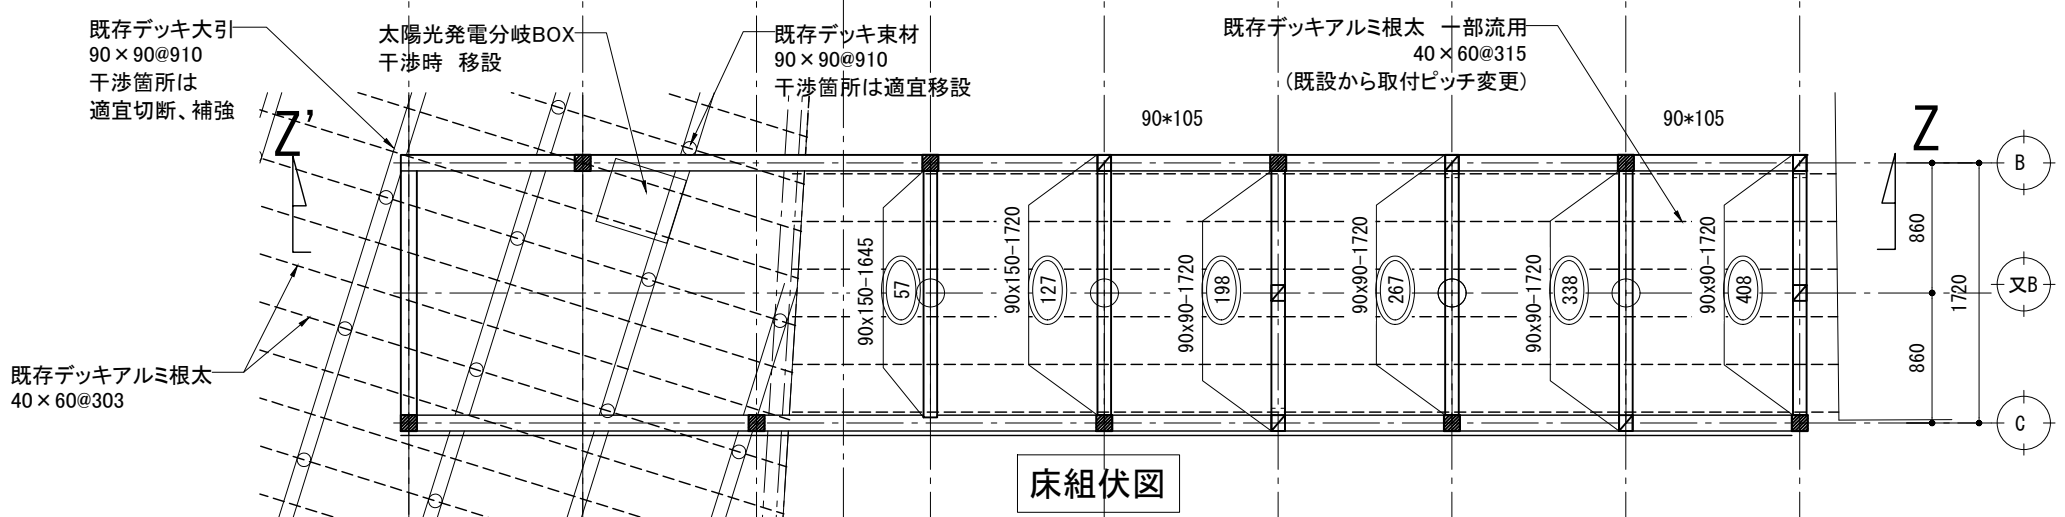 既存デッキ大引
90×90@910
干渉箇所は
適宜切断、補強
太陽光発電分岐BOX
干渉時 移設
既存デッキ束材
90×90@910
干渉箇所は適宜移設
既存デッキアルミ根太 一部流用
40×60@315
(既設から取付ピッチ変更)
90*105
90*105
Z'
Z
B
90x150-1645
57
90x150-1720
127
90x90-1720
198
90x90-1720
267
90x90-1720
338
90x90-1720
408
860
860
1720
又B
既存デッキアルミ根太
40×60@303
C
床組伏図